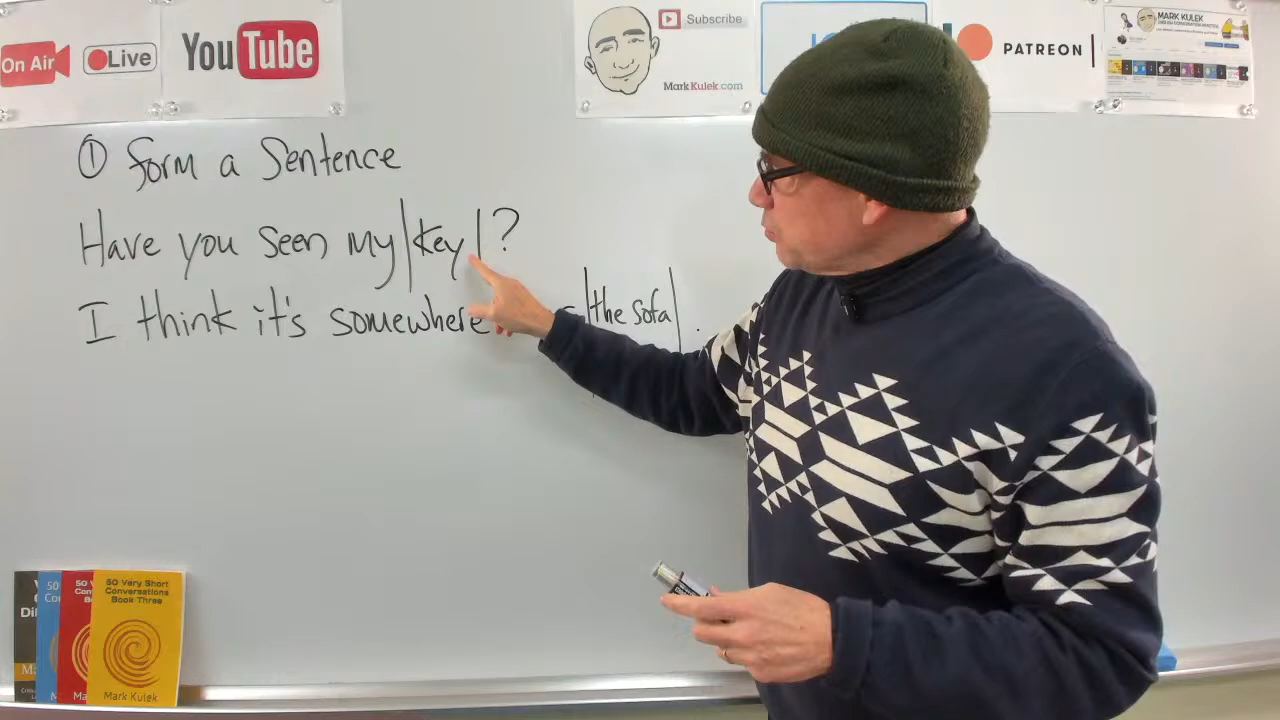 On Air
Live
YouTube
Subscribe
MarkKulek.com
PATREON
MARK KULEK
① Form a Sentence
Have you seen my|key|?
I think it's somewhere |the sofa|.
50 Very Short
Conversations
Book Three
Mark Kulek